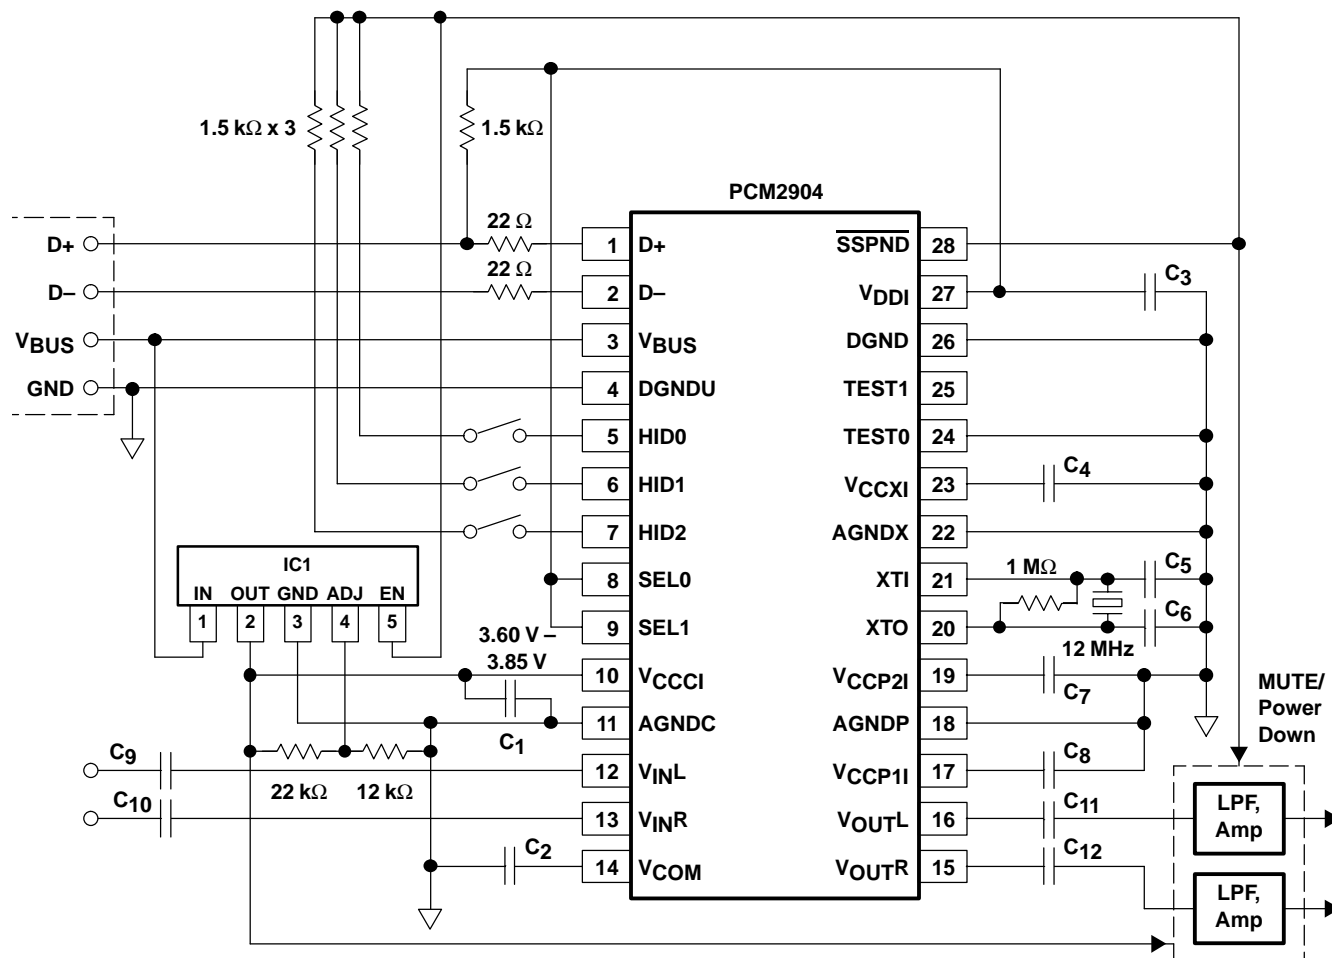 1.5 kΩ x 3
1.5 kΩ
PCM2904
22 Ω
22 Ω
D+
D–
VBUS
GND
1 D+
2 D–
3 VBUS
4 DGNDU
5 HID0
6 HID1
7 HID2
8 SEL0
9 SEL1
10 VCCCI
11 AGNDC
12 VINL
13 VINR
14 VCOM
SSPND 28
VDDI 27
DGND 26
TEST1 25
TEST0 24
VCCXI 23
AGNDX 22
XTI 21
XTO 20
VCCP2I 19
AGNDP 18
VCCP1I 17
VOUTL 16
VOUTR 15
IC1
IN OUT GND ADJ EN
1 2 3 4 5
3.60 V –
3.85 V
C1
22 kΩ
12 kΩ
C9
C10
C2
C3
C4
1 MΩ
C5
C6
12 MHz
C7
C8
C11
C12
MUTE/
Power
Down
LPF,
Amp
LPF,
Amp